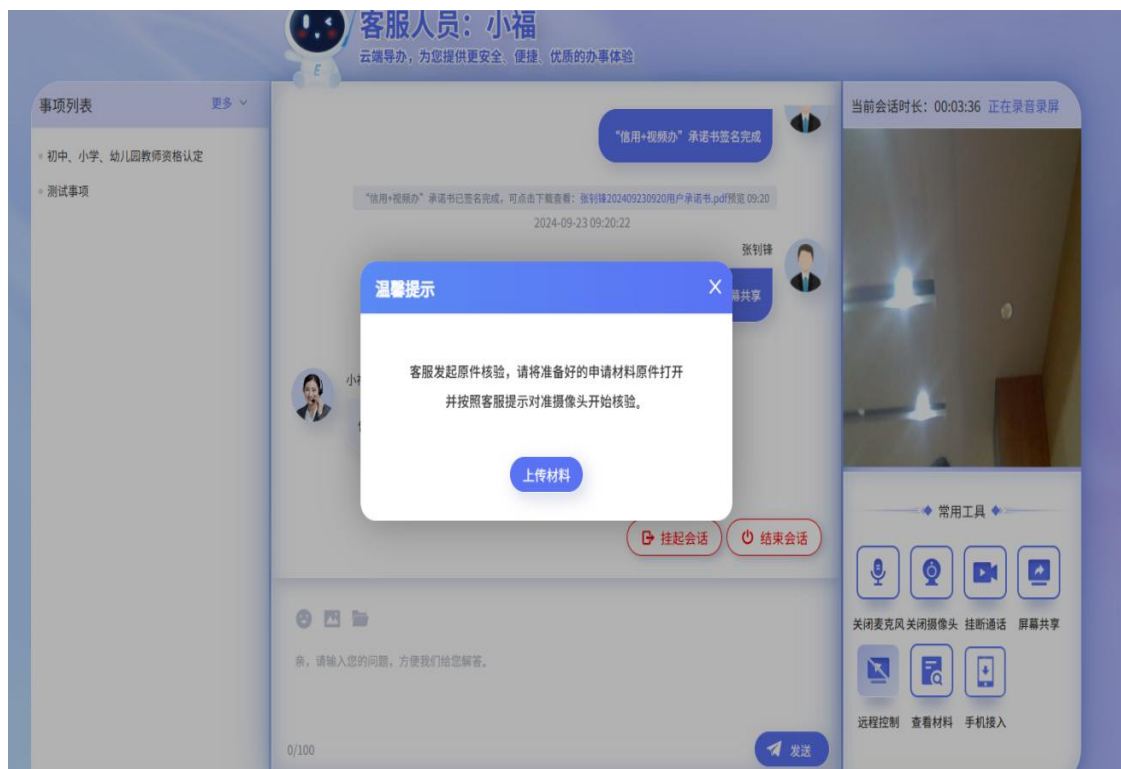 客服人员：小福
云端导办，为您提供更安全、便捷、优质的办事体验
E
事项列表
更多
初中、小学、幼儿园教师资格认定
测试事项
“信用+视频办”承诺书签名完成
“信用+视频办”承诺书已签名完成，可点击下载查看：张钊锋202409230920用户承诺书.pdf预览 09:20
2024-09-23 09:20:22
张钊锋
幕共享
小福
温馨提示
X
客服发起原件核验，请将准备好的申请材料原件打开
并按照客服提示对准摄像头开始核验。
上传材料
挂起会话
结束会话
亲，请输入您的问题，方便我们给您解答。
0/100
发送
当前会话时长：00:03:36 正在录音录屏
常用工具
关闭麦克风 关闭摄像头 挂断通话 屏幕共享
远程控制 查看材料 手机接入